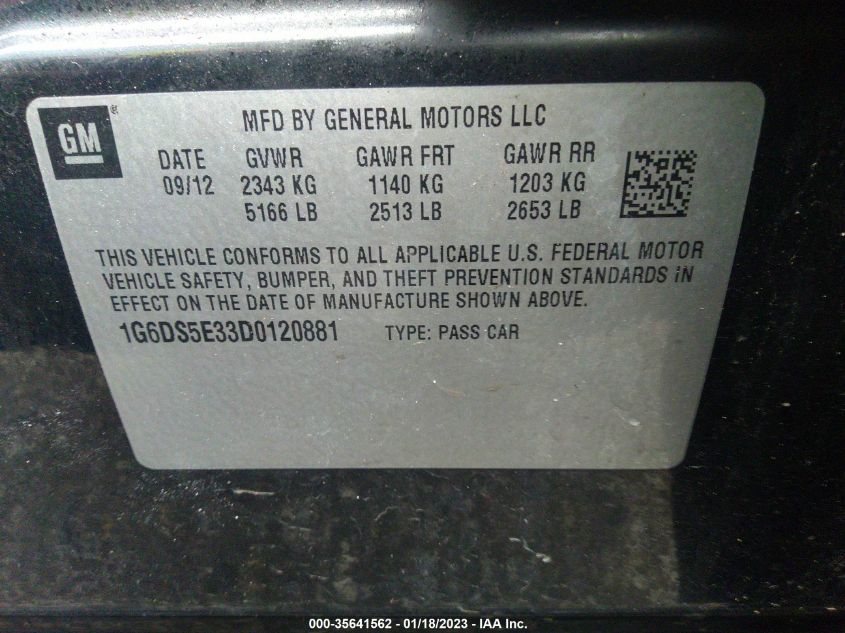 GM
MFD BY GENERAL MOTORS LLC
DATE GVWR GAWR FRT GAWR RR
09/12 2343 KG 1140 KG 1203 KG
5166 LB 2513 LB 2653 LB
THIS VEHICLE CONFORMS TO ALL APPLICABLE U.S. FEDERAL MOTOR
VEHICLE SAFETY, BUMPER, AND THEFT PREVENTION STANDARDS IN
EFFECT ON THE DATE OF MANUFACTURE SHOWN ABOVE.
1G6DS5E33D0120881 TYPE: PASS CAR
000-35641562 - 01/18/2023 - IAA Inc.